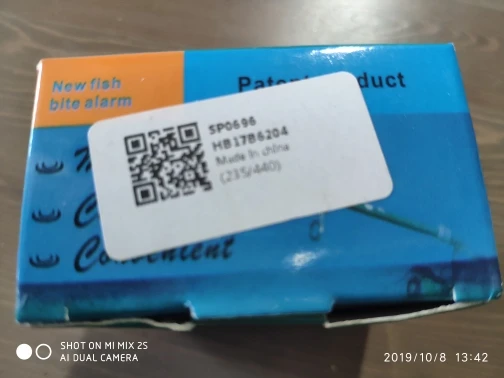 New fish
bite alarm
duct
SP0696
HB17B6204
Made in china
(235/440)
Convenient
SHOT ON MI MIX 2S
AI DUAL CAMERA
2019/10/8 13:42